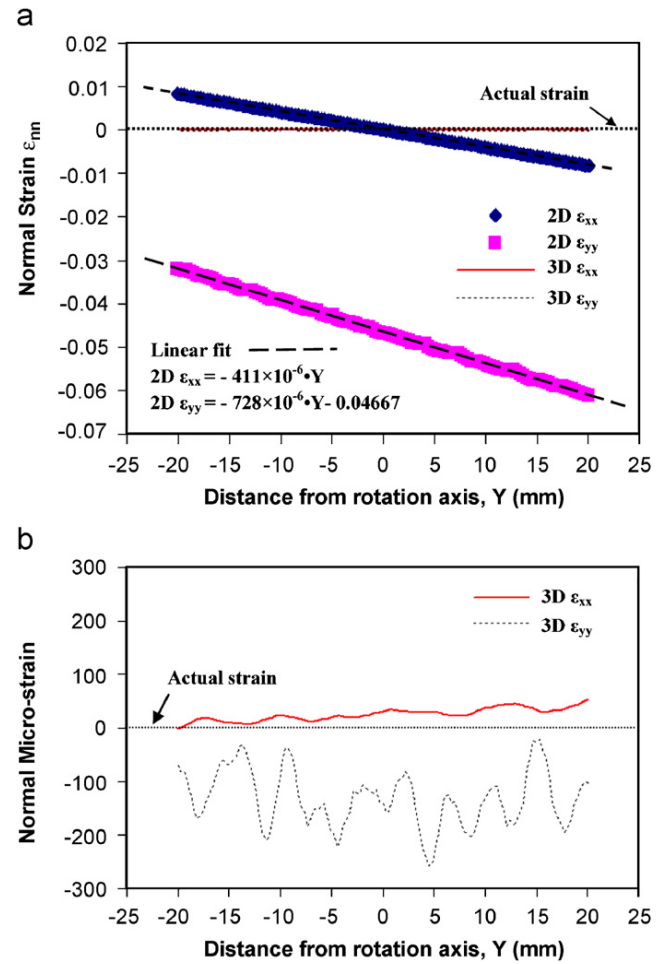 a
0.02
0.01
0
-0.01
-0.02
-0.03
-0.04
-0.05
-0.06
-0.07
Normal Strain εnn
Actual strain
2D εxx
2D εyy
3D εxx
3D εyy
Linear fit
2D εxx = - 411×10-6•Y
2D εyy = - 728×10-6•Y- 0.04667
-25 -20 -15 -10 -5 0 5 10 15 20 25
Distance from rotation axis, Y (mm)
b
300
200
100
0
-100
-200
-300
Normal Micro-strain
3D εxx
3D εyy
Actual strain
-25 -20 -15 -10 -5 0 5 10 15 20 25
Distance from rotation axis, Y (mm)